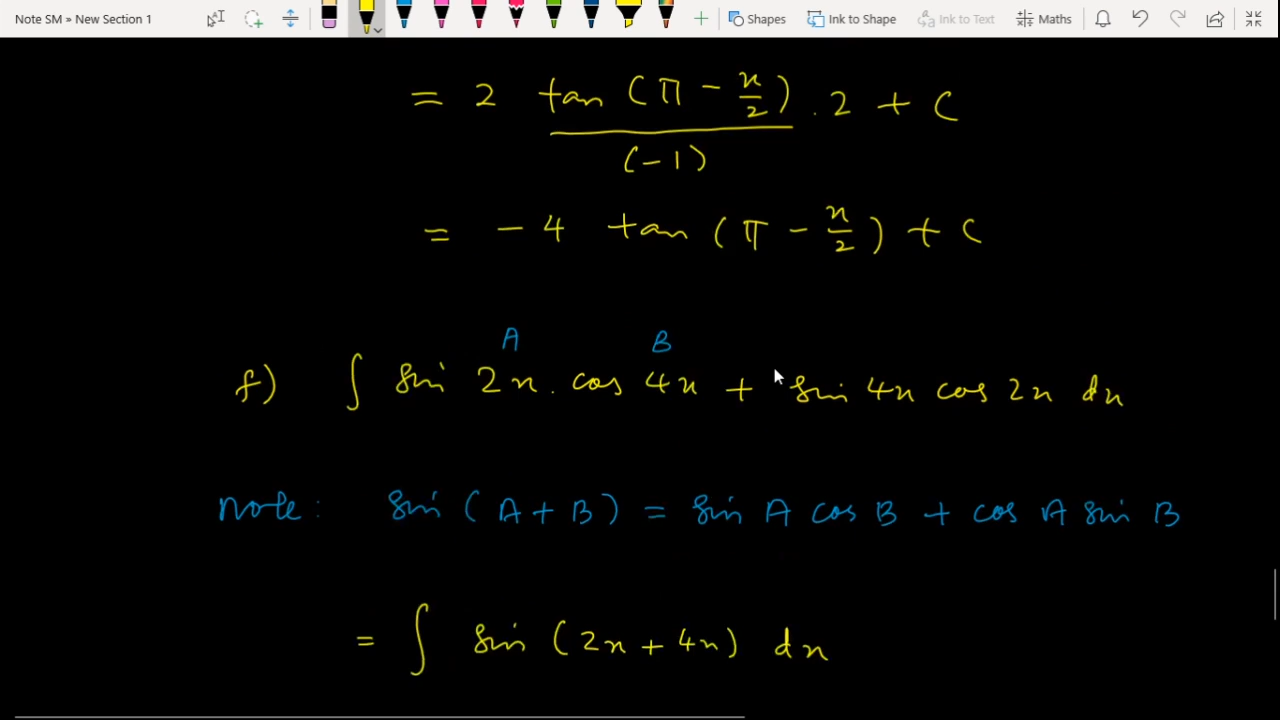 Note SM » New Section 1 Shapes Ink to Shape Ink to Text Maths
= 2 tan (π - x/2) / (-1) . 2 + C
= - 4 tan (π - x/2) + C
A B
f) ∫ sin 2x . cos 4x + sin 4x cos 2x dx
Note : sin (A + B) = sin A cos B + cos A sin B
= ∫ sin (2x + 4x) dx